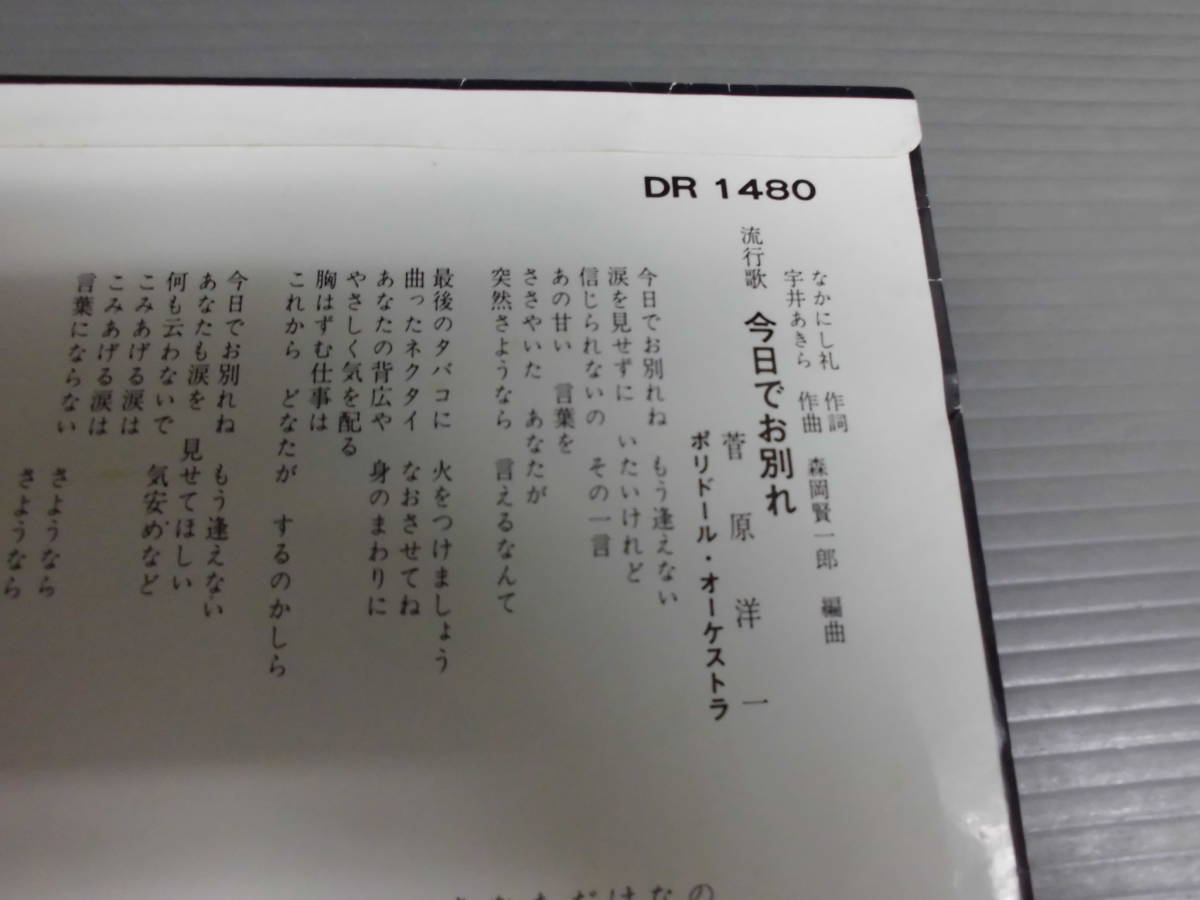 DR 1480
なかにし礼 作詞
宇井あきら 作曲 森岡賢一郎 編曲
流行歌 今日でお別れ
菅原洋一
ポリドール・オーケストラ
今日でお別れね もう逢えない
涙を見せずに いたいけれど
信じられないの その一言
あの甘い 言葉を
ささやいた あなたが
突然さようなら 言えるなんて
最後のタバコに 火をつけましょう
曲ったネクタイ なおさせてね
あなたの背広や 身のまわりに
やさしく気を配る
胸はずむ仕事は
これから どなたが するのかしら
今日でお別れね もう逢えない
あなたも涙を 見せてほしい
何も云わないで 気安めなど
こみあげる涙は
こみあげる涙は
言葉にならない さようなら
さようなら